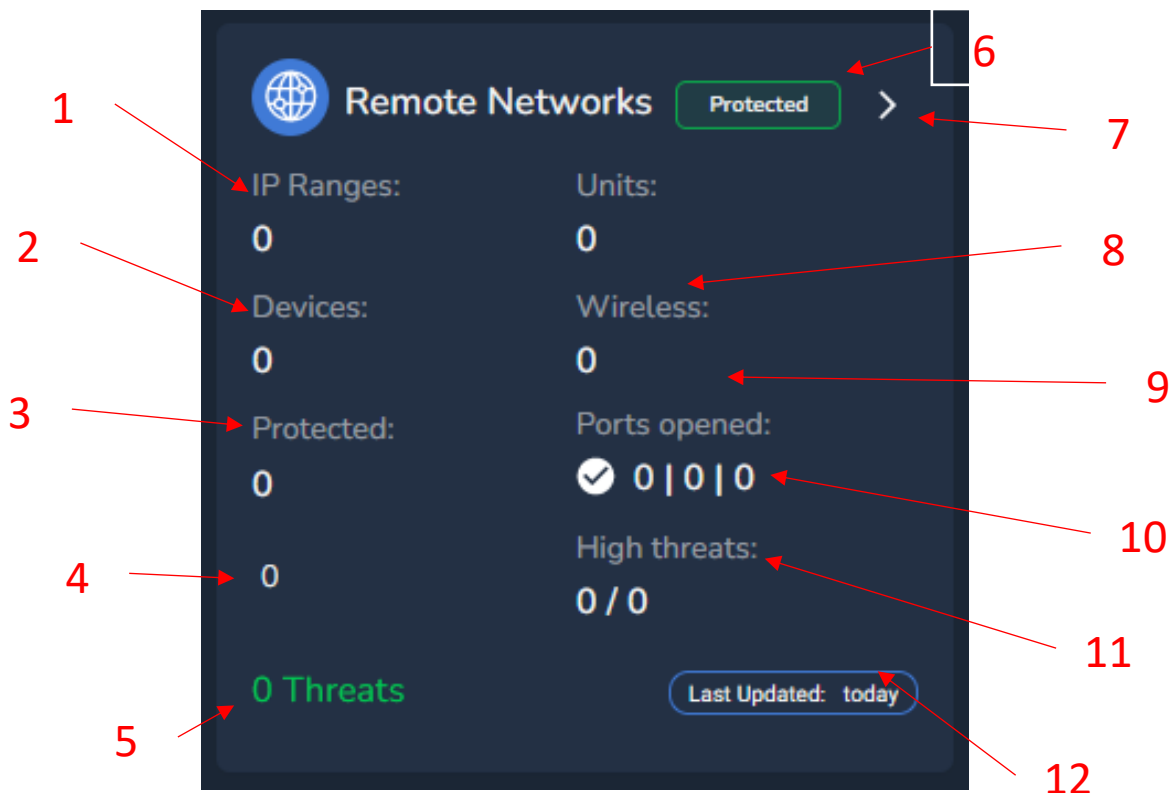 6
Remote Networks Protected
1
7
IP Ranges: Units:
0 0
2
8
Devices: Wireless:
0 0
9
3
Protected: Ports opened:
0 0 | 0 | 0
10
High threats:
4
0
0 / 0
11
0 Threats Last Updated: today
5
12